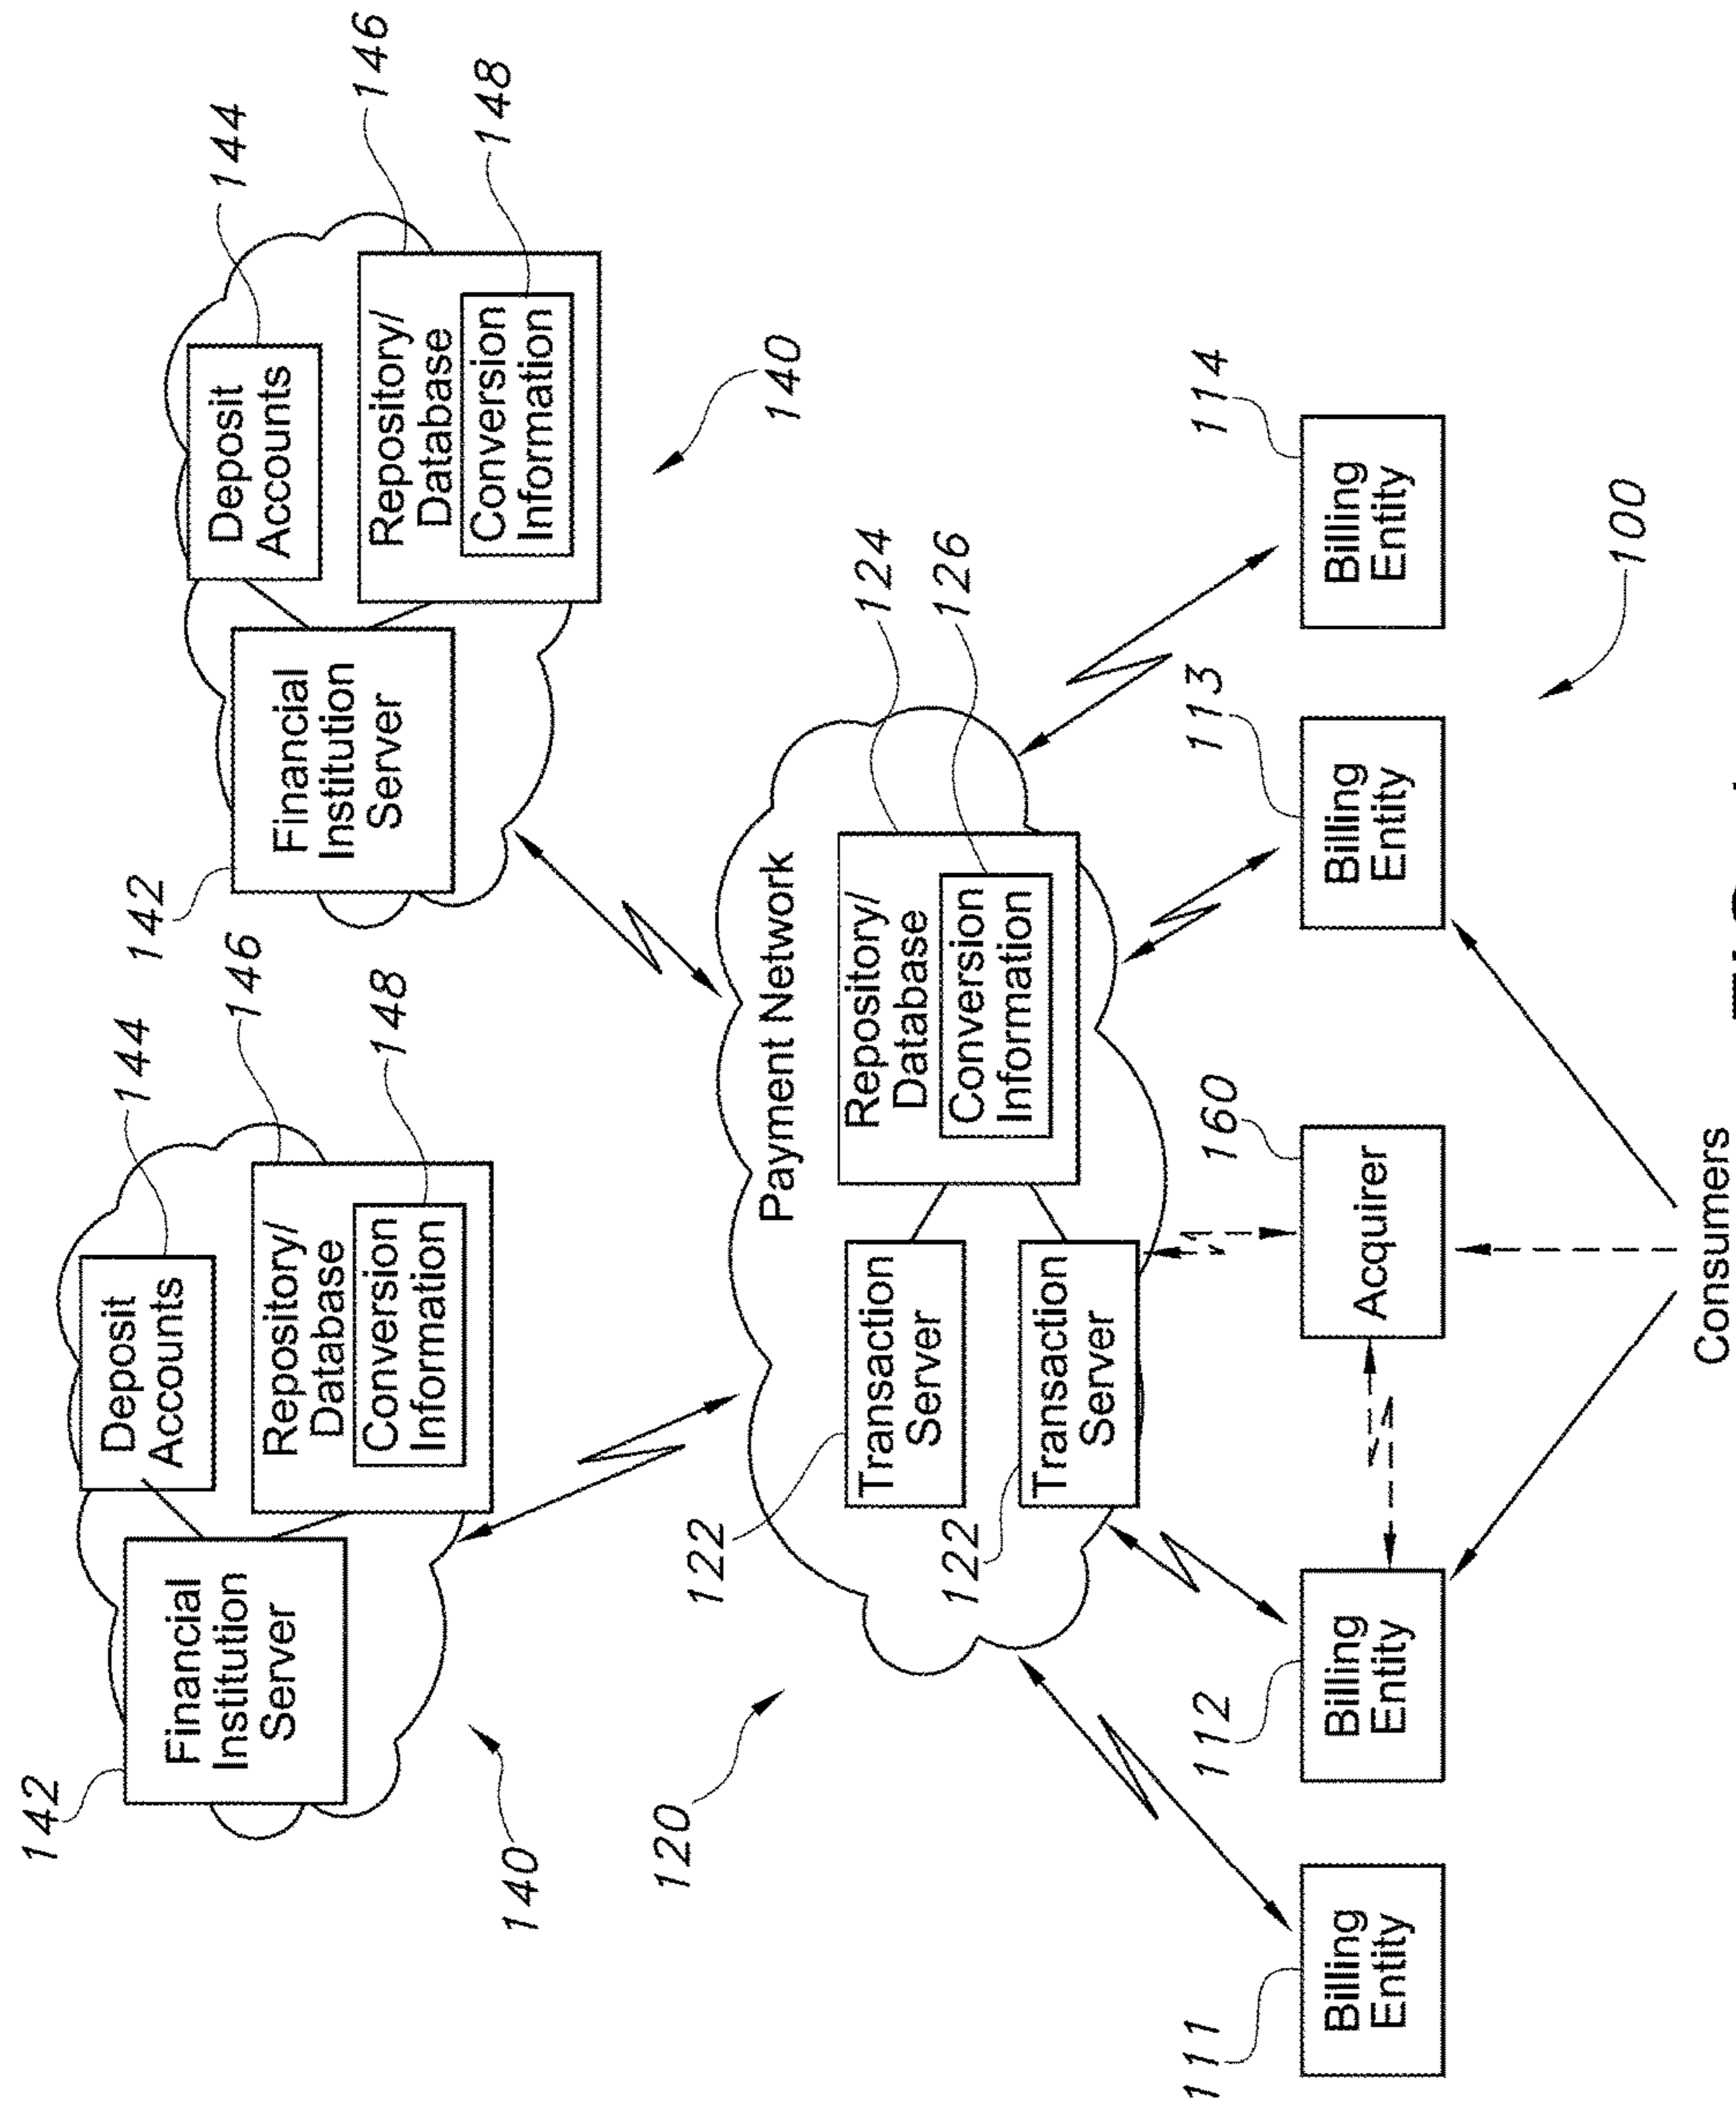 142
144
146
148
Deposit
Accounts
Repository/
Database
Conversion
Information
Financial
Institution
Server
140
142
144
146
148
Deposit
Accounts
Repository/
Database
Conversion
Information
Financial
Institution
Server
140
120
Payment Network
122
Transaction
Server
122
Transaction
Server
Repository/
Database
Conversion
Information
124
126
111
Billing
Entity
112
Billing
Entity
160
Acquirer
113
Billing
Entity
114
Billing
Entity
100
Consumers